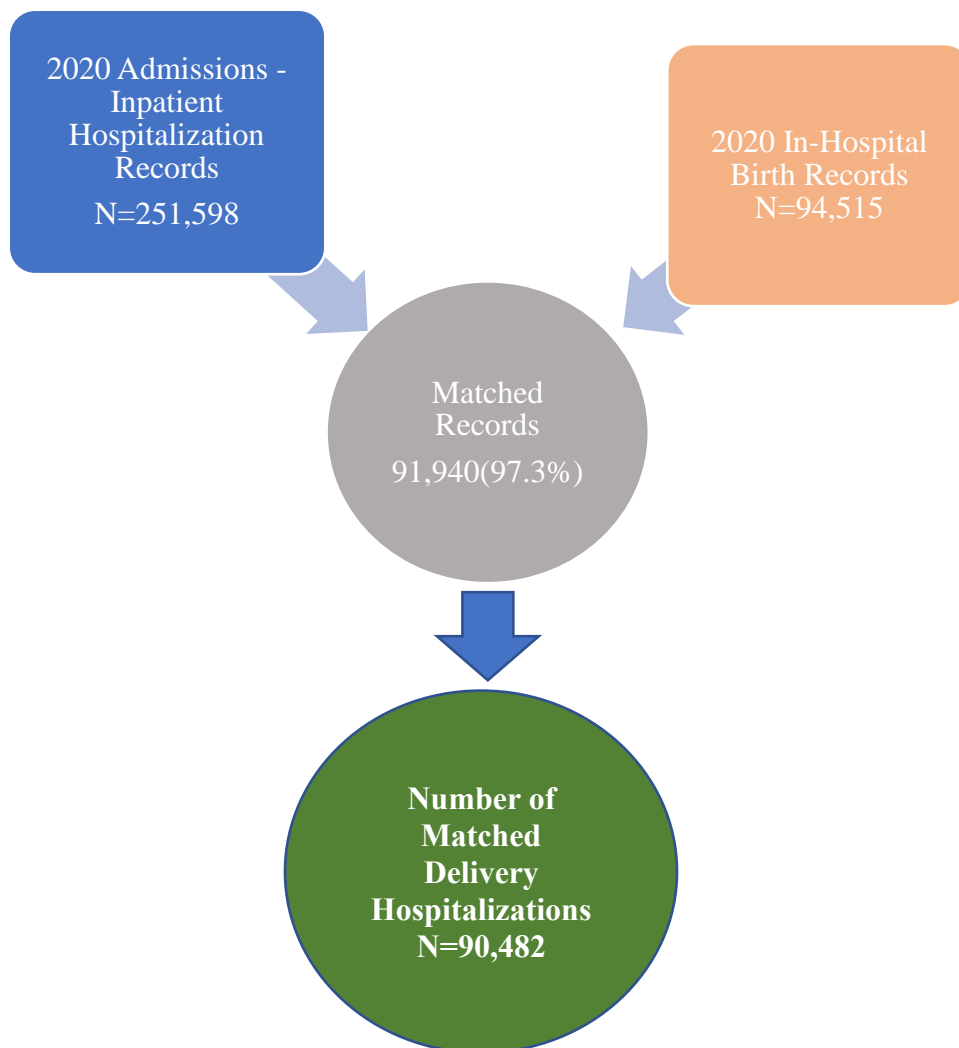 2020 Admissions -
Inpatient
Hospitalization
Records
N=251,598
2020 In-Hospital
Birth Records
N=94,515
Matched
Records
91,940(97.3%)
Number of
Matched
Delivery
Hospitalizations
N=90,482